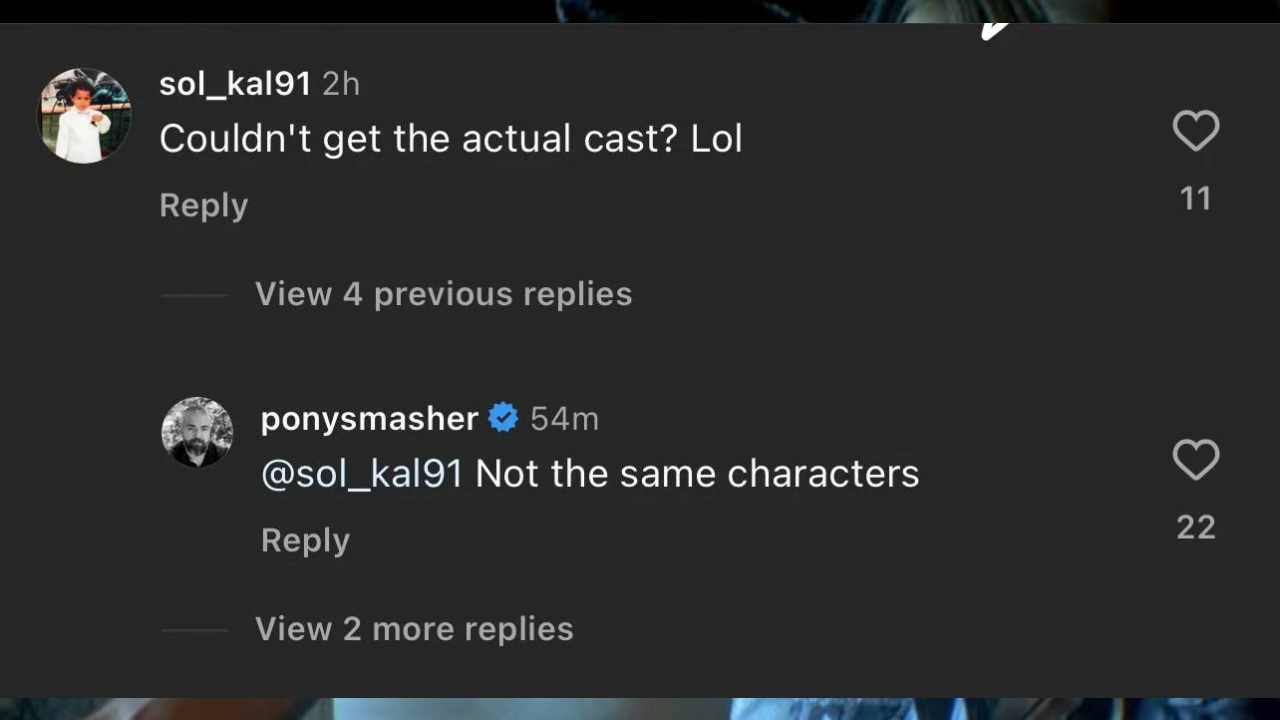 sol_kal91 2h
Couldn't get the actual cast? Lol
11
Reply
View 4 previous replies
ponysmasher 54m
@sol_kal91 Not the same characters
22
Reply
View 2 more replies